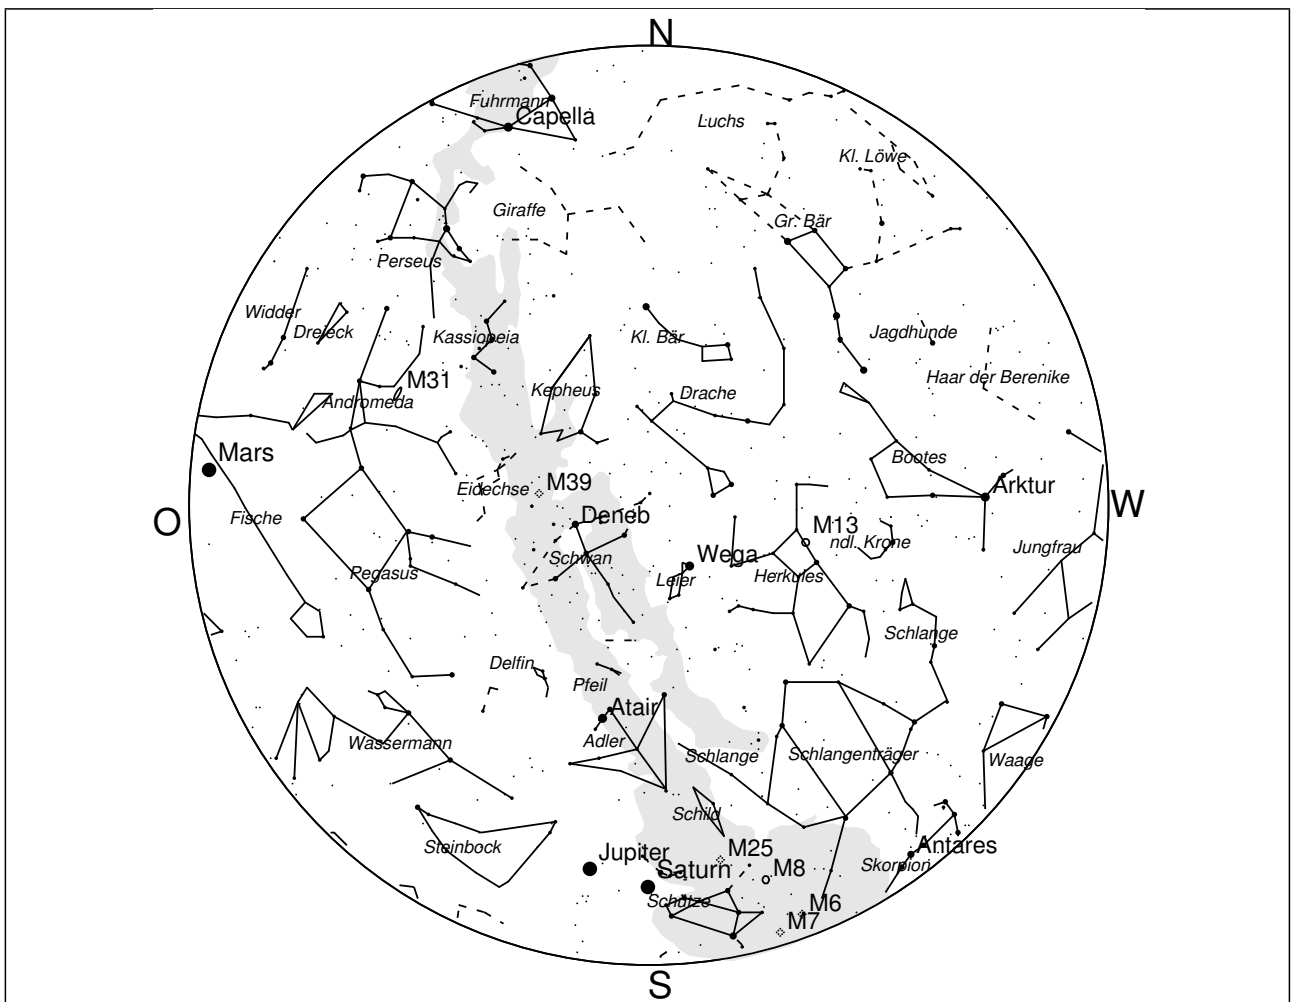 N
Fuhrmann
Capella
Luchs
Kl. Löwe
Giraffe
Gr. Bär
Perseus
Widder
Dreieck
Kassiopeia
Kl. Bär
Jagdhunde
M31
Andromeda
Kepheus
Drache
Haar der Berenike
Mars
Bootes
Eidechse
M39
Arktur
O
Fische
Deneb
M13
ndl. Krone
W
Schwan
Wega
Jungfrau
Pegasus
Leier
Herkules
Schlange
Delfin
Pfeil
Atair
Wassermann
Adler
Schlange
Schlangenträger
Waage
Schild
Steinbock
Jupiter
M25
Antares
Saturn
M8
Skorpion
Schütze
M6
M7
S